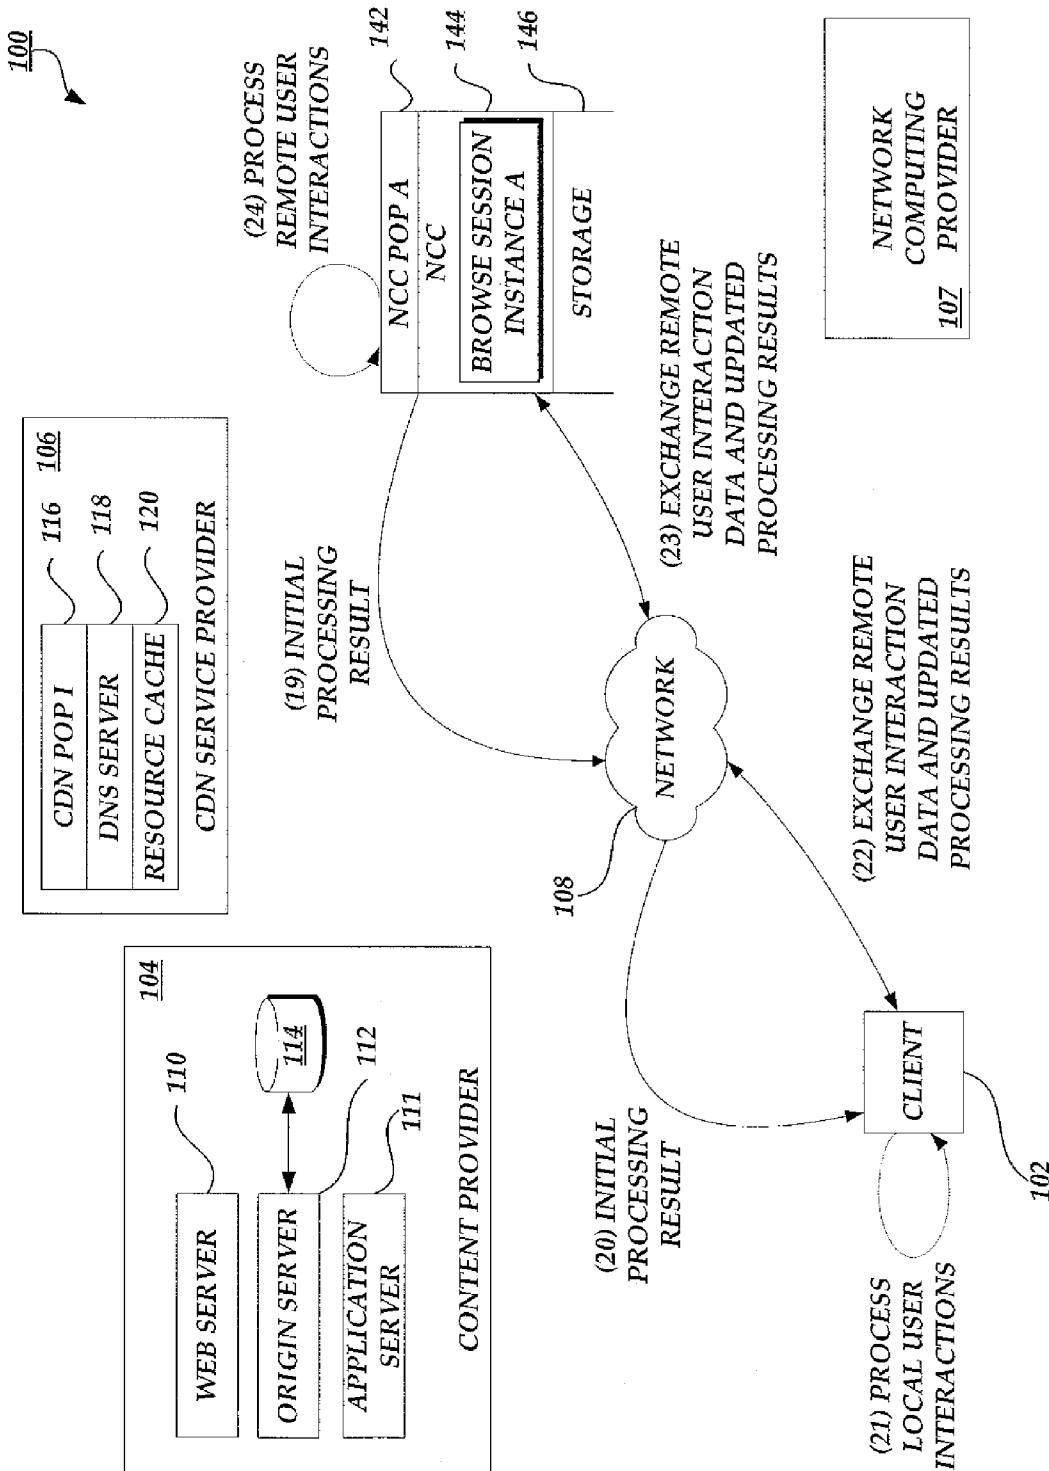 100
104
WEB SERVER
110
ORIGIN SERVER
114
112
APPLICATION
SERVER
111
CONTENT PROVIDER
106
CDN POP I
116
DNS SERVER
118
RESOURCE CACHE
120
CDN SERVICE PROVIDER
(24) PROCESS
REMOTE USER
INTERACTIONS
NCC POP A
142
NCC
144
BROWSE SESSION
INSTANCE A
146
STORAGE
(19) INITIAL
PROCESSING
RESULT
(23) EXCHANGE REMOTE
USER INTERACTION
DATA AND UPDATED
PROCESSING RESULTS
NETWORK
108
(20) INITIAL
PROCESSING
RESULT
(22) EXCHANGE REMOTE
USER INTERACTION
DATA AND UPDATED
PROCESSING RESULTS
CLIENT
102
(21) PROCESS
LOCAL USER
INTERACTIONS
NETWORK
COMPUTING
PROVIDER
107